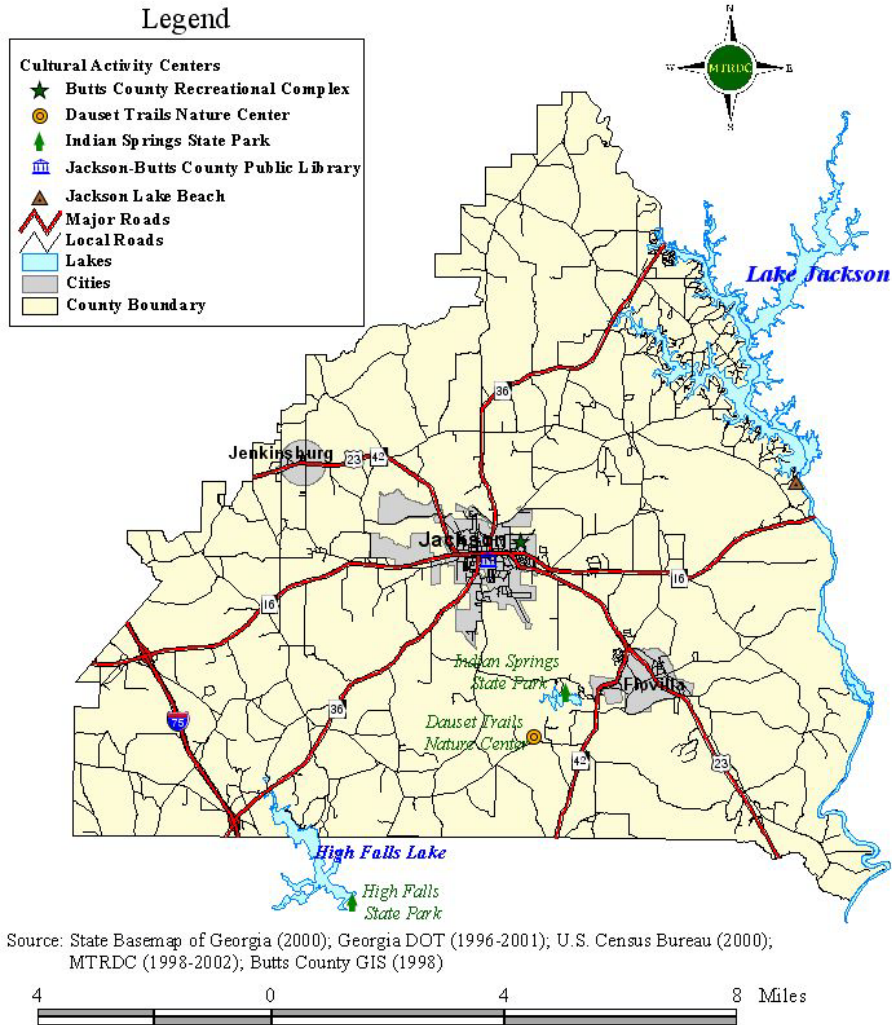 Legend
Cultural Activity Centers
Butts County Recreational Complex
Dauset Trails Nature Center
Indian Springs State Park
Jackson-Butts County Public Library
Jackson Lake Beach
Major Roads
Local Roads
Lakes
Cities
County Boundary
N
W
MTRDC
E
S
Lake Jackson
36
Jenkinsburg
23
42
Jackson
16
16
Indian Springs
State Park
Flovilla
36
75
Dauset Trails
Nature Center
42
23
High Falls Lake
High Falls
State Park
Source: State Basemap of Georgia (2000); Georgia DOT (1996-2001); U.S. Census Bureau (2000);
MTRDC (1998-2002); Butts County GIS (1998)
4
0
4
8
Miles